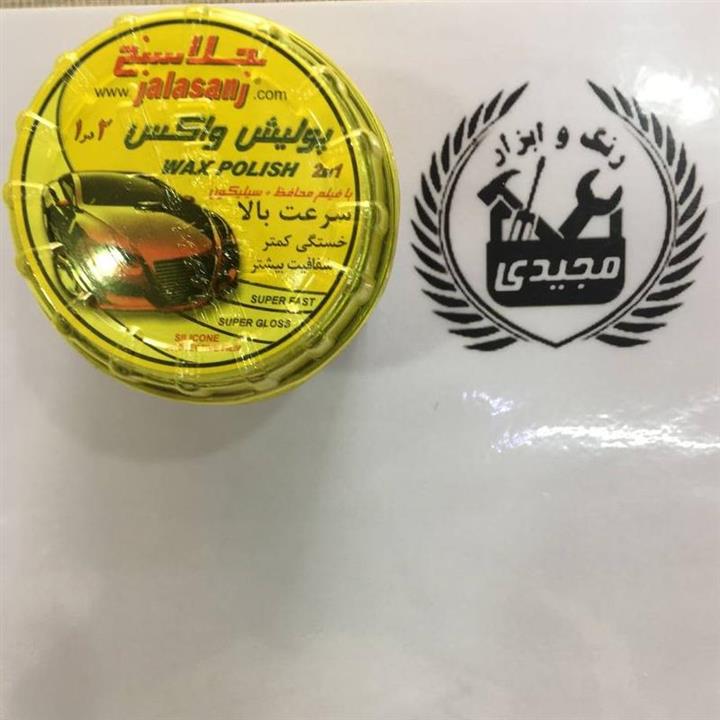 جلاسنج
www.jalasanj.com
پولیش واکس ۲ در ۱
WAX POLISH 2in1
با فیلم محافظ + سیلیکون
سرعت بالا
خستگی کمتر
شفافیت بیشتر
SUPER FAST
SUPER GLOSS
SILICONE
رنگ و ابزار
مجیدی